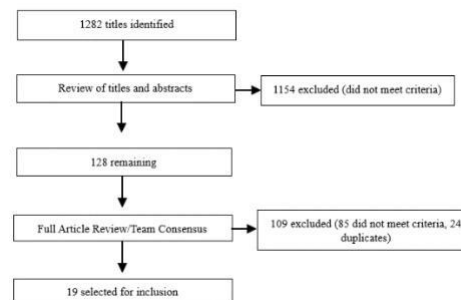 1282 titles identified
Review of titles and abstracts
1154 excluded (did not meet criteria)
128 remaining
Full Article Review/Team Consensus
109 excluded (85 did not meet criteria, 24
duplicates)
19 selected for inclusion